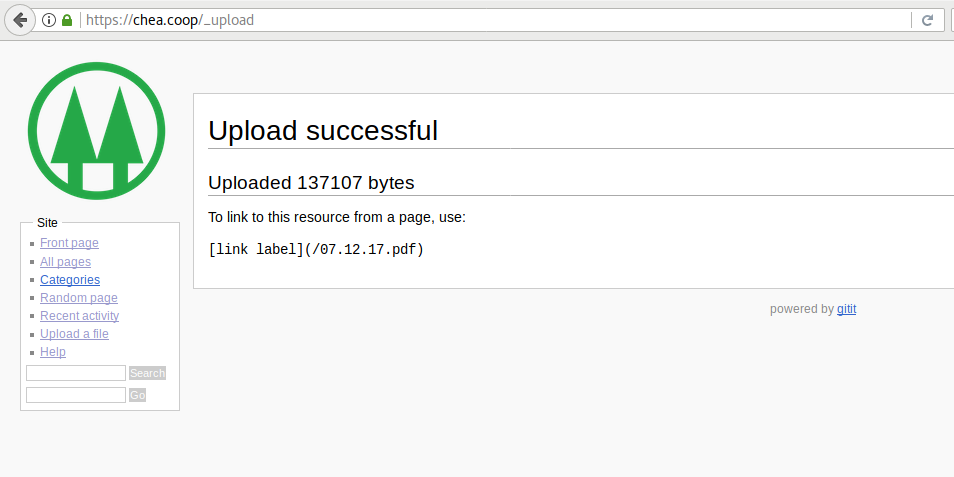 https://chea.coop/_upload
Upload successful
Uploaded 137107 bytes
To link to this resource from a page, use:
[link label](/07.12.17.pdf)
Site
Front page
All pages
Categories
Random page
Recent activity
Upload a file
Help
Search
Go
powered by gitit